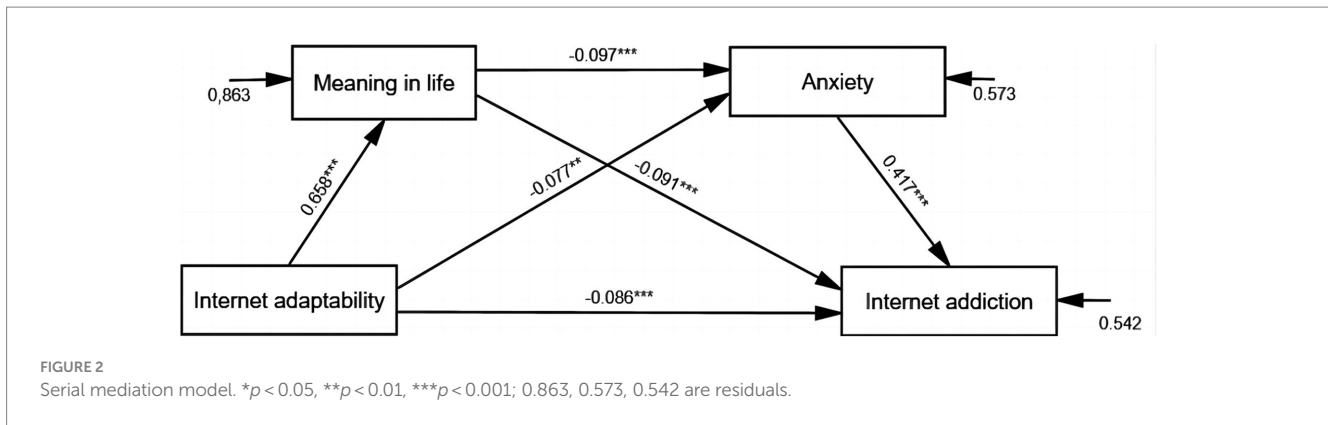 -0.097***
Meaning in life
Anxiety
0,863
0.573
0.658***
-0.077**
-0.091***
0.417***
Internet adaptability
-0.086***
Internet addiction
0.542
FIGURE 2
Serial mediation model. *p < 0.05, **p < 0.01, ***p < 0.001; 0.863, 0.573, 0.542 are residuals.